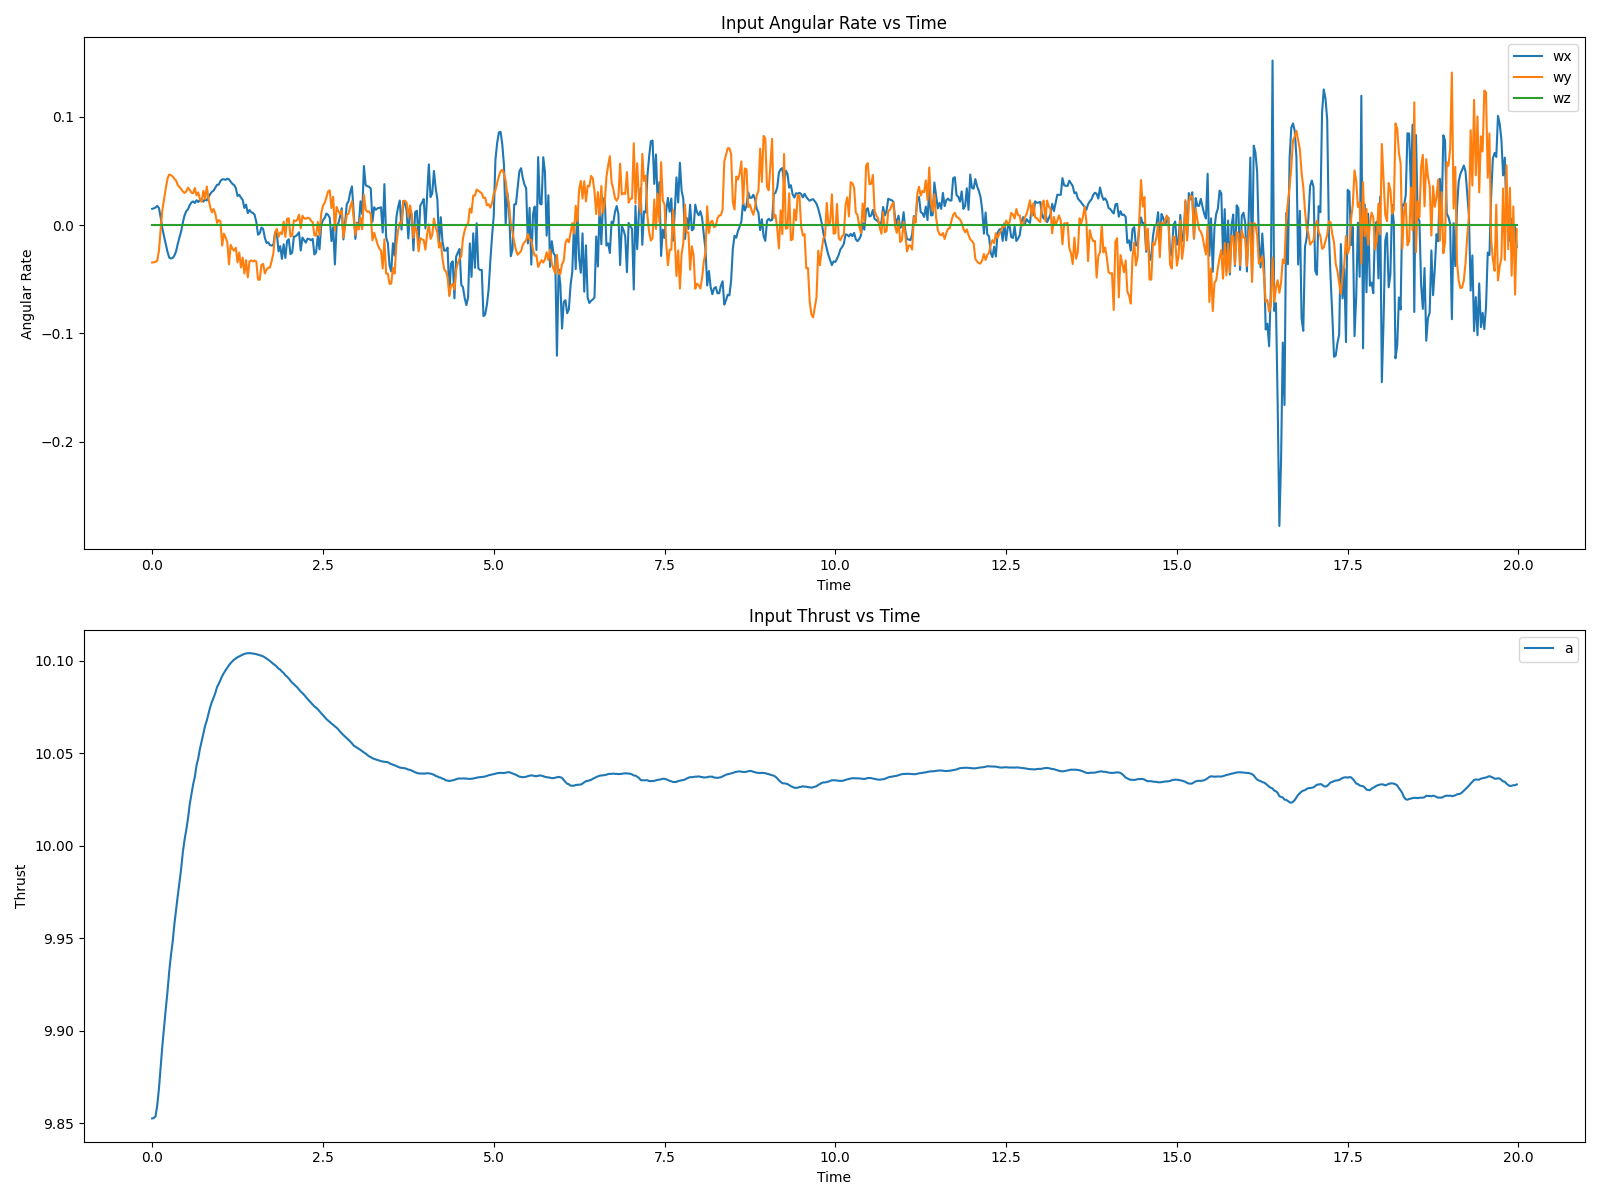 Input Angular Rate vs Time
wx
wy
wz
0.1
0.0
−0.1
−0.2
Angular Rate
0.0 2.5 5.0 7.5 10.0 12.5 15.0 17.5 20.0
Time
Input Thrust vs Time
a
10.10
10.05
10.00
9.95
9.90
9.85
Thrust
0.0 2.5 5.0 7.5 10.0 12.5 15.0 17.5 20.0
Time